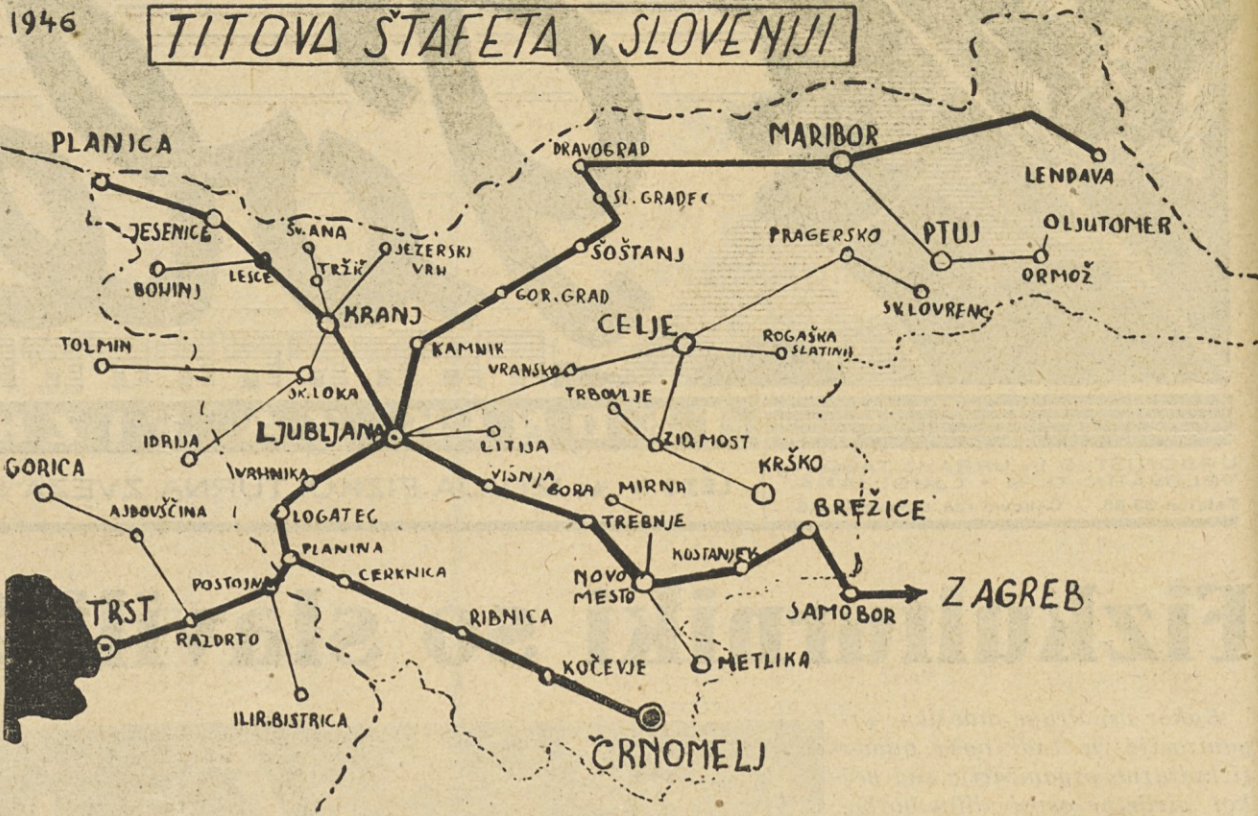 1946
TITOVA ŠTAFETA v SLOVENIJI
PLANICA
JESENICE
BOHINJ
LESCE
Sv. ANA
TRŽIČ
JEZERSKI
VRH
KRANJ
TOLMIN
ŠK. LOKA
IDRIJA
LJUBLJANA
DRAVOGRAD
SL. GRADEC
ŠOŠTANJ
GOR. GRAD
KAMNIK
MARIBOR
LENDAVA
PRAGERSKO
PTUJ
LJUTOMER
ORMOŽ
SV. LOVRENC
CELJE
ROGAŠKA
SLATINA
VRANSKO
TRBOVLJE
LITIJA
ZID. MOST
KRŠKO
GORICA
AJDOVŠČINA
VRHNIKA
LOGATEC
PLANINA
POSTOJNA
CERKNICA
VIŠNJA
GORA
MIRNA
TREBNJE
NOVO
MESTO
KOSTANJEK
BREŽICE
SAMOBOR
ZAGREB
TRST
RAZDRTO
ILIR. BISTRICA
RIBNICA
KOČEVJE
METLIKA
ČRNOMELJ